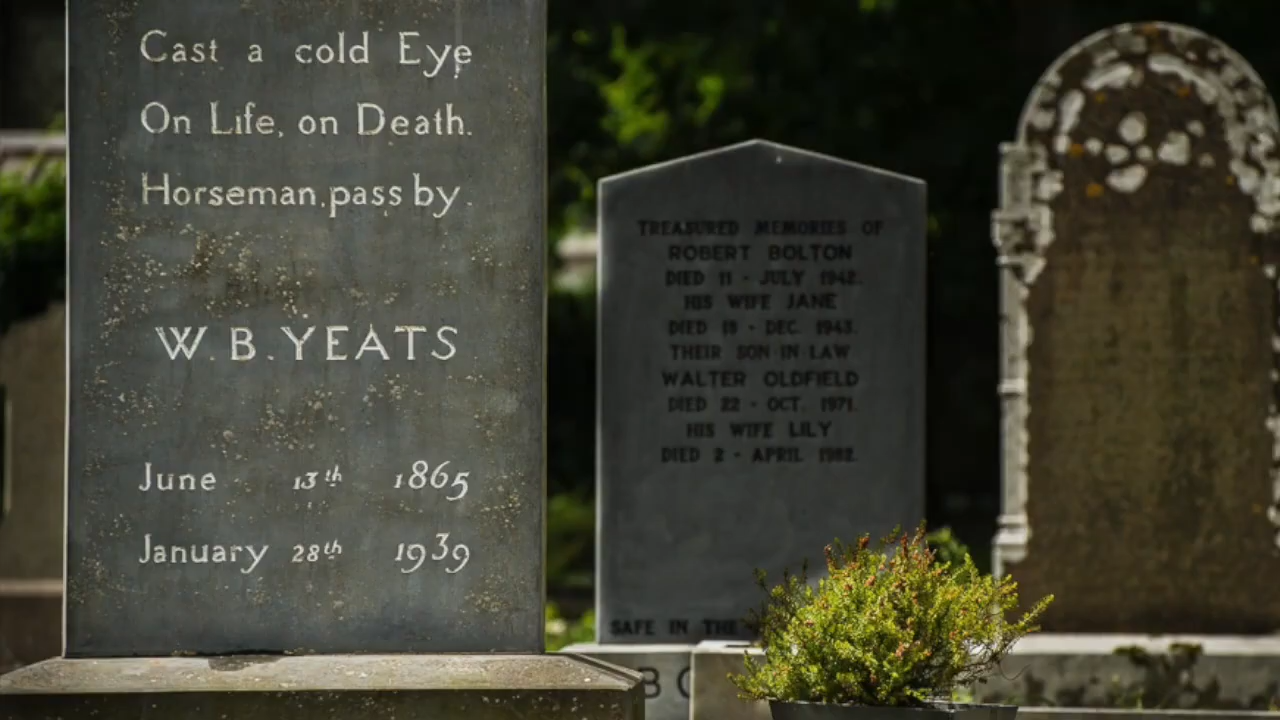 Cast a cold Eye
On Life, on Death.
Horseman, pass by.
W.B.YEATS
June 13th 1865
January 28th 1939
TREASURED MEMORIES OF
ROBERT BOLTON
DIED 11 · JULY 1942.
HIS WIFE JANE
DIED 18 · DEC. 1943.
THEIR SON-IN-LAW
WALTER OLDFIELD
DIED 22 · OCT. 1971.
HIS WIFE LILY
DIED 2 · APRIL 1982.
SAFE IN THE